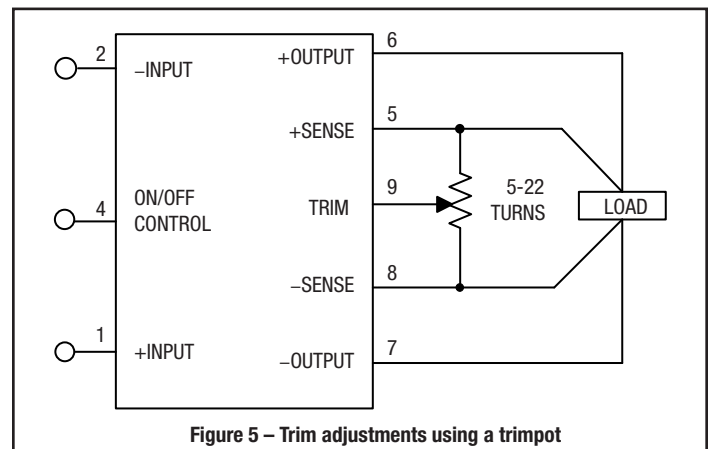 2
−INPUT
4
ON/OFF
CONTROL
1
+INPUT
+OUTPUT
6
+SENSE
5
TRIM
9
−SENSE
8
−OUTPUT
7
5-22
TURNS
LOAD
Figure 5 – Trim adjustments using a trimpot